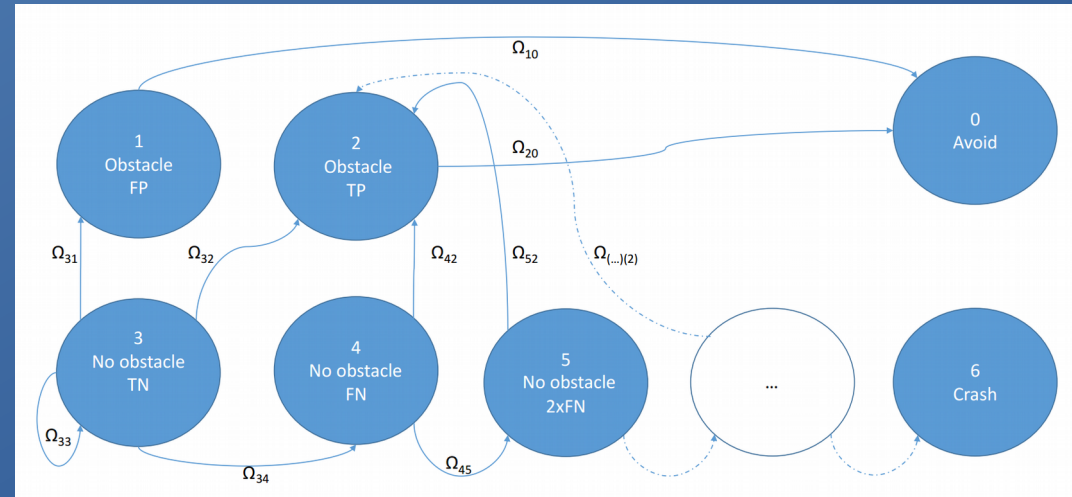 Ω10
1
Obstacle
FP
2
Obstacle
TP
0
Avoid
Ω20
Ω31
Ω32
Ω42
Ω52
Ω(...)(2)
3
No obstacle
TN
4
No obstacle
FN
5
No obstacle
2xFN
...
6
Crash
Ω33
Ω34
Ω45